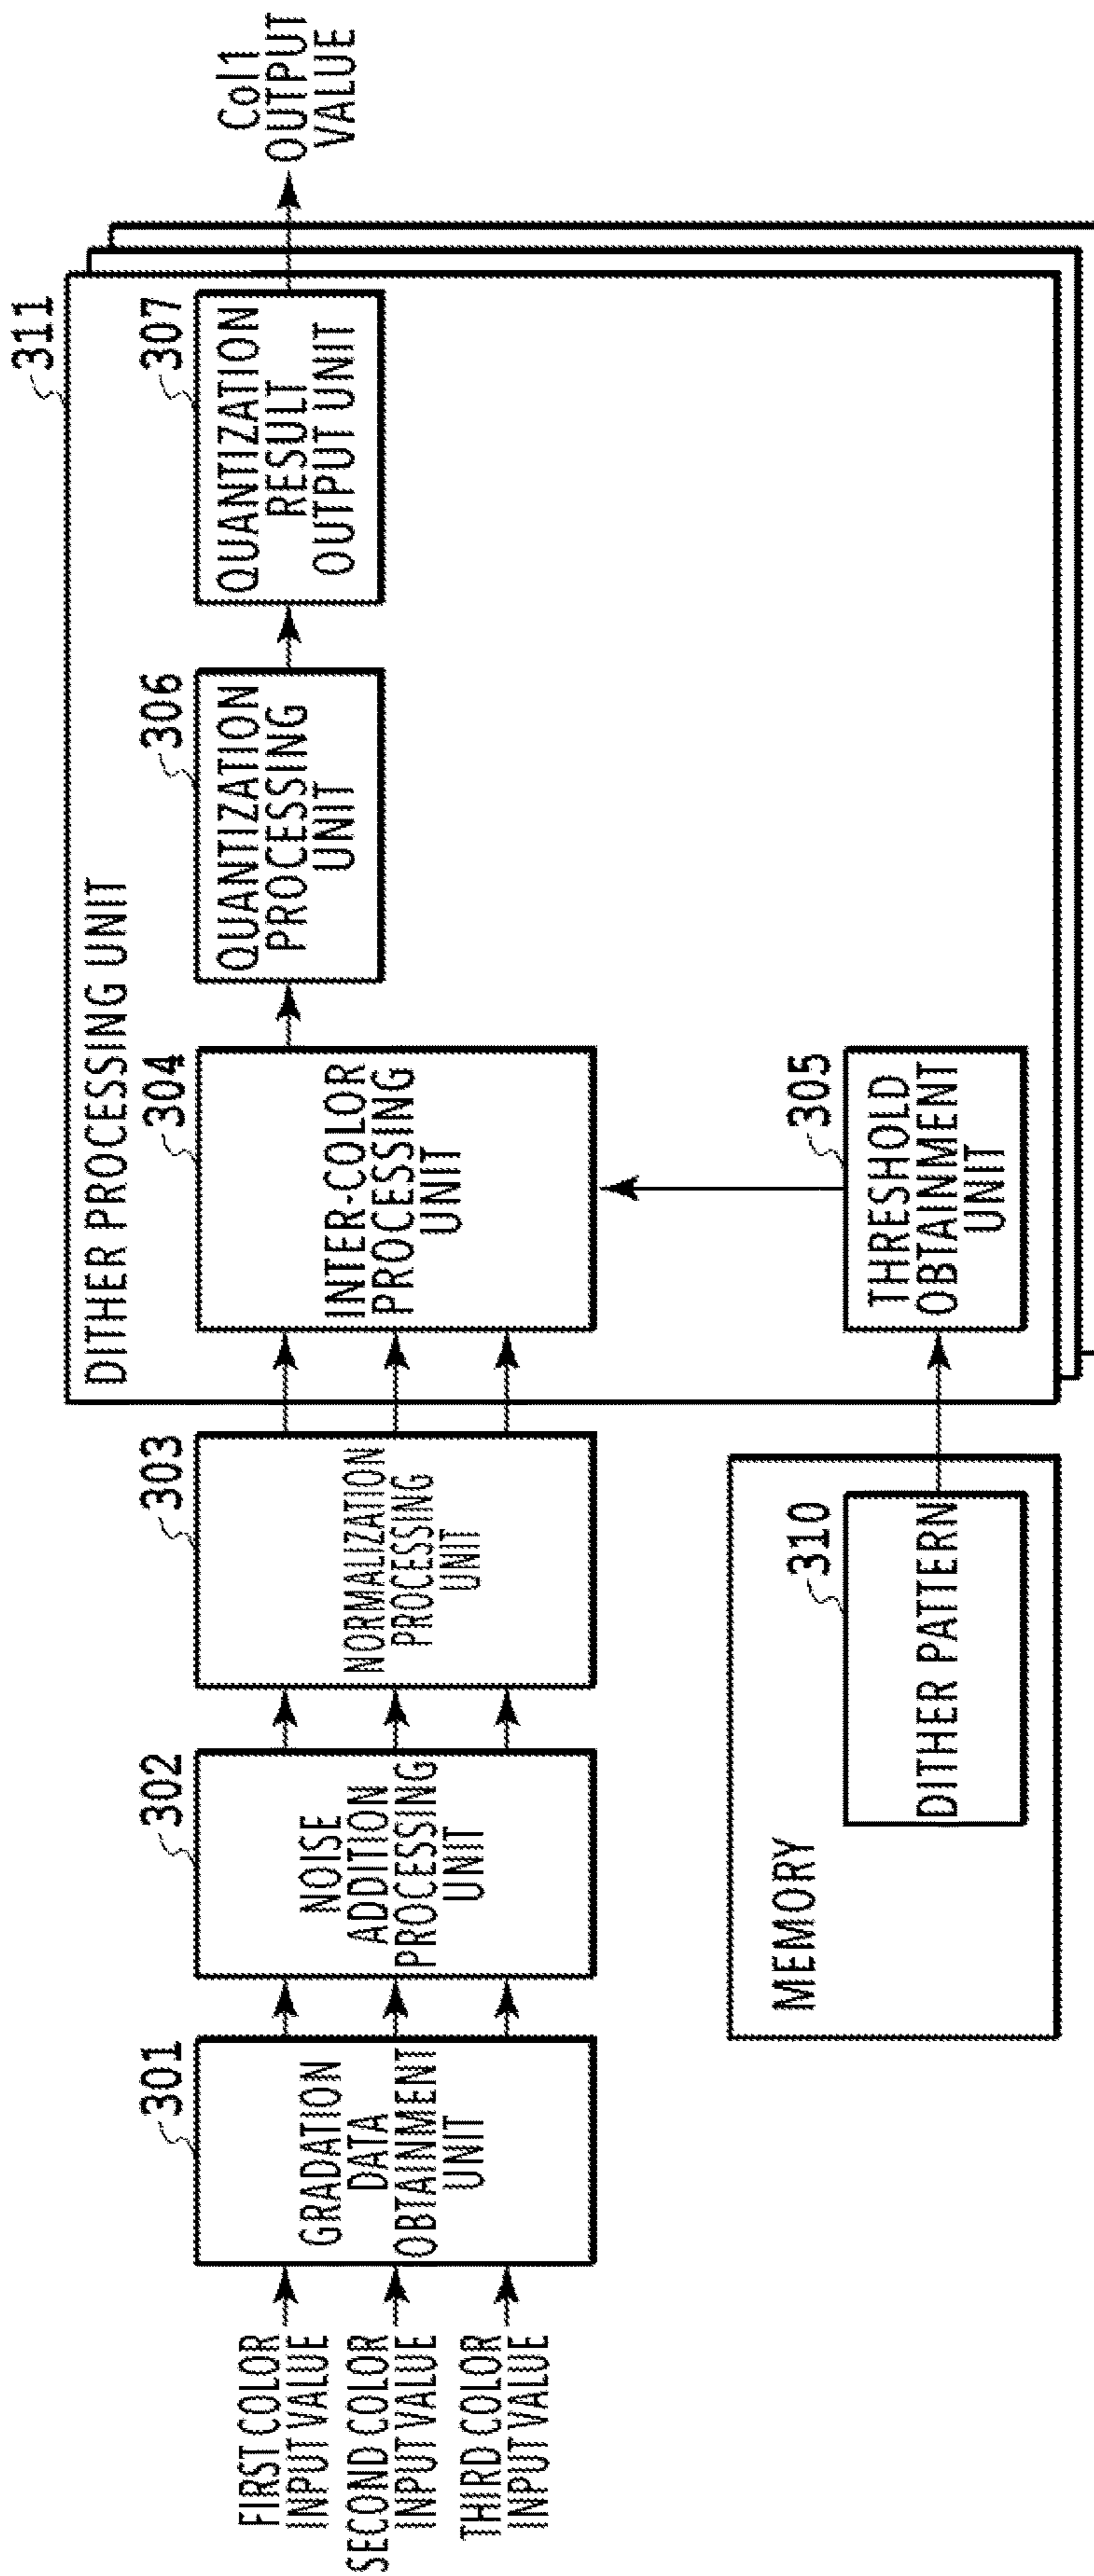 FIRST COLOR
INPUT VALUE
SECOND COLOR
INPUT VALUE
THIRD COLOR
INPUT VALUE
301
GRADATION
DATA
OBTAINMENT
UNIT
302
NOISE
ADDITION
PROCESSING
UNIT
303
NORMALIZATION
PROCESSING
UNIT
MEMORY
310
DITHER PATTERN
311
DITHER PROCESSING UNIT
304
INTER-COLOR
PROCESSING
UNIT
305
THRESHOLD
OBTAINMENT
UNIT
306
QUANTIZATION
PROCESSING
UNIT
307
QUANTIZATION
RESULT
OUTPUT UNIT
Col1
OUTPUT
VALUE